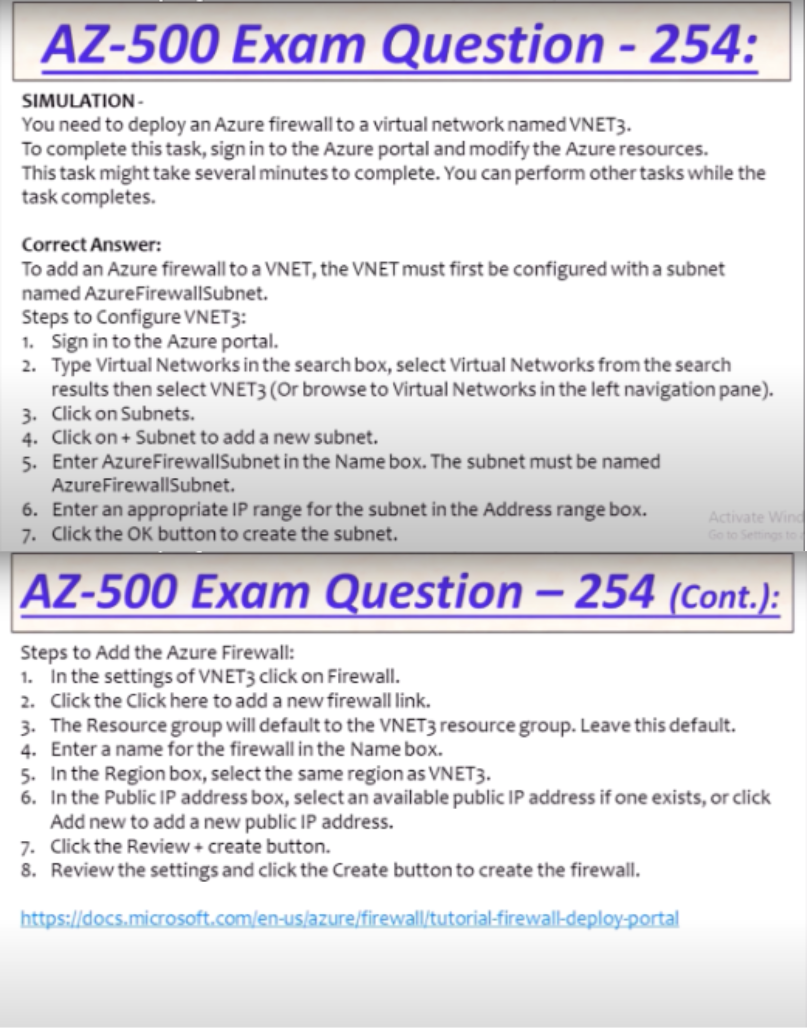 AZ-500 Exam Question - 254:
SIMULATION -
You need to deploy an Azure firewall to a virtual network named VNET3.
To complete this task, sign in to the Azure portal and modify the Azure resources.
This task might take several minutes to complete. You can perform other tasks while the
task completes.
Correct Answer:
To add an Azure firewall to a VNET, the VNET must first be configured with a subnet
named AzureFirewallSubnet.
Steps to Configure VNET3:
1. Sign in to the Azure portal.
2. Type Virtual Networks in the search box, select Virtual Networks from the search
results then select VNET3 (Or browse to Virtual Networks in the left navigation pane).
3. Click on Subnets.
4. Click on + Subnet to add a new subnet.
5. Enter AzureFirewallSubnet in the Name box. The subnet must be named
AzureFirewallSubnet.
6. Enter an appropriate IP range for the subnet in the Address range box.
Activate Wind
7. Click the OK button to create the subnet.
Go to Settings to
AZ-500 Exam Question – 254 (Cont.):
Steps to Add the Azure Firewall:
1. In the settings of VNET3 click on Firewall.
2. Click the Click here to add a new firewall link.
3. The Resource group will default to the VNET3 resource group. Leave this default.
4. Enter a name for the firewall in the Name box.
5. In the Region box, select the same region as VNET3.
6. In the Public IP address box, select an available public IP address if one exists, or click
Add new to add a new public IP address.
7. Click the Review + create button.
8. Review the settings and click the Create button to create the firewall.
https://docs.microsoft.com/en-us/azure/firewall/tutorial-firewall-deploy-portal